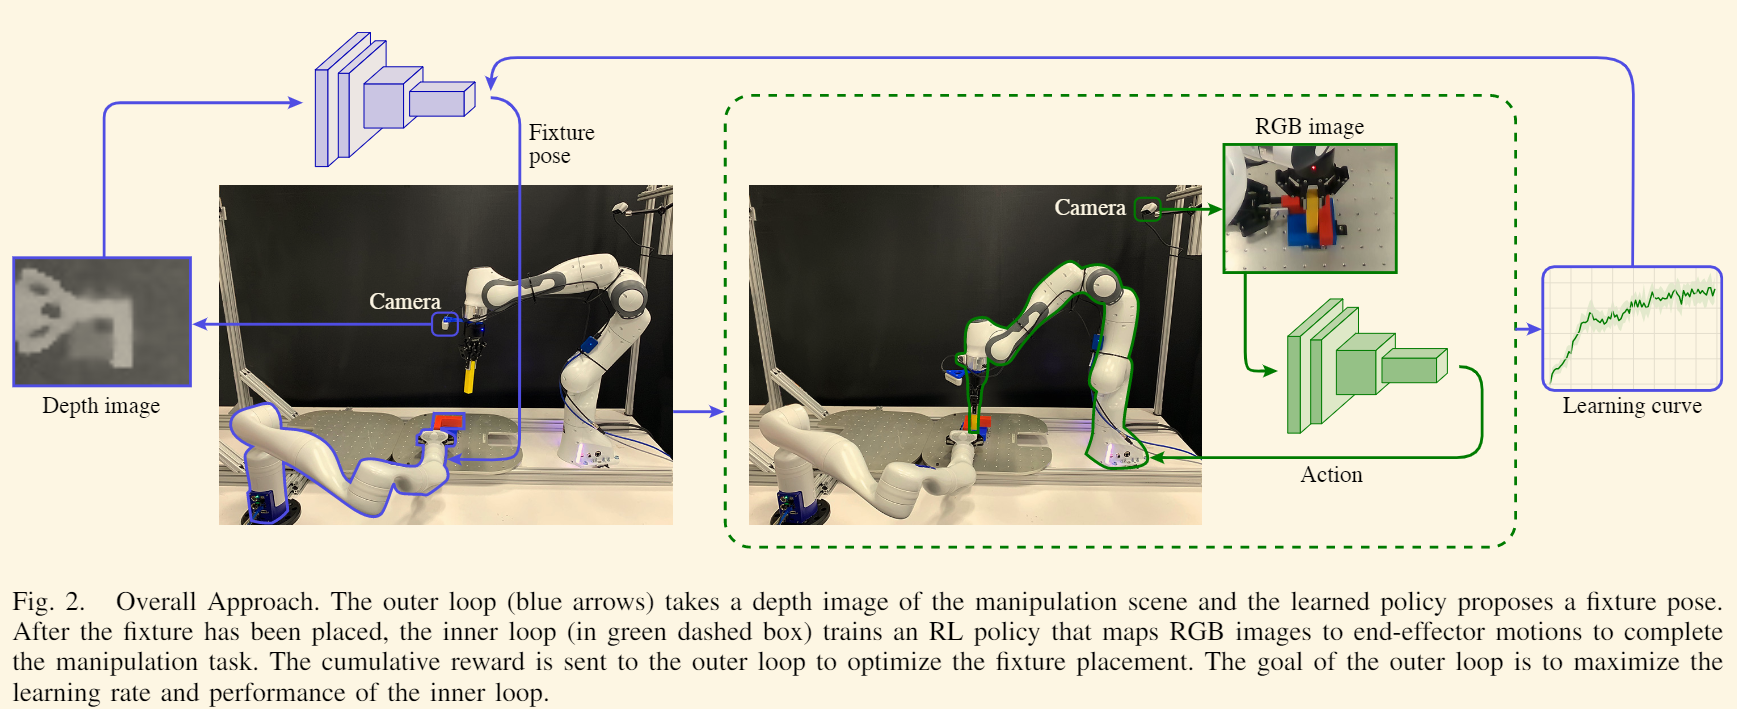 Fixture
pose
RGB image
Camera
Camera
Depth image
Learning curve
Action
Fig. 2. Overall Approach. The outer loop (blue arrows) takes a depth image of the manipulation scene and the learned policy proposes a fixture pose.
After the fixture has been placed, the inner loop (in green dashed box) trains an RL policy that maps RGB images to end-effector motions to complete
the manipulation task. The cumulative reward is sent to the outer loop to optimize the fixture placement. The goal of the outer loop is to maximize the
learning rate and performance of the inner loop.